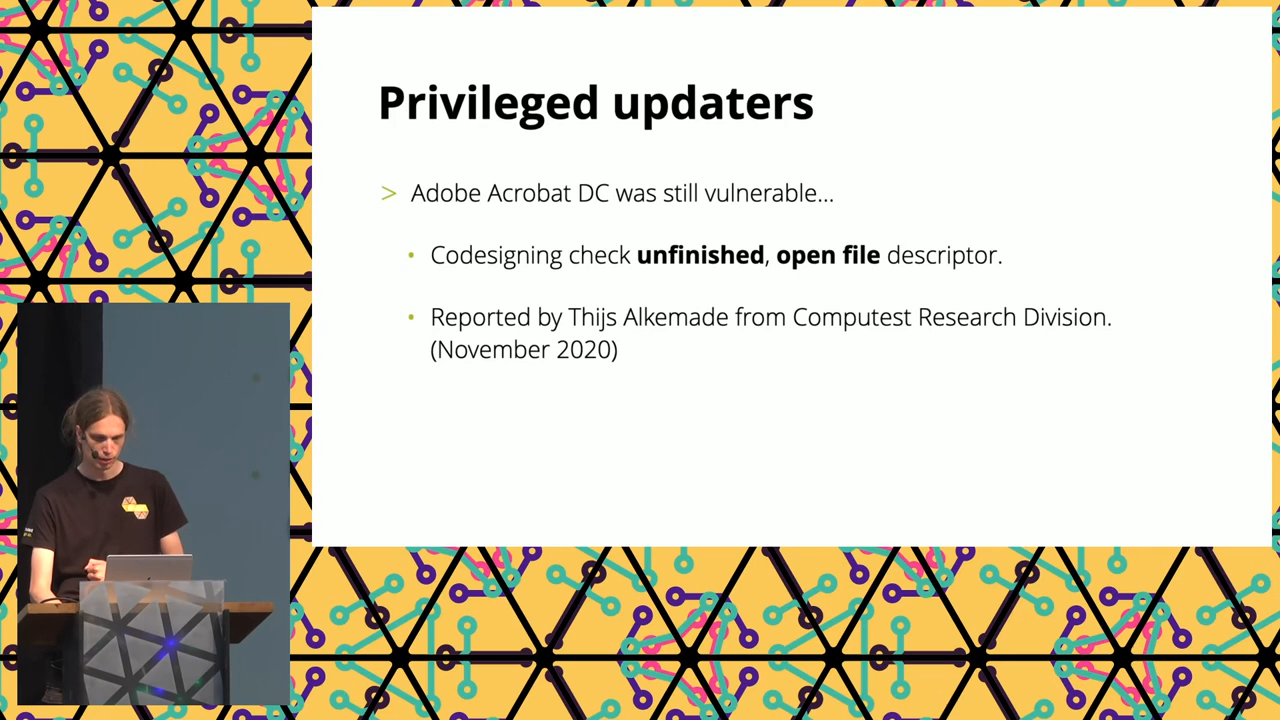 Privileged updaters
> Adobe Acrobat DC was still vulnerable...
• Codesigning check unfinished, open file descriptor.
• Reported by Thijs Alkemade from Computest Research Division.
(November 2020)